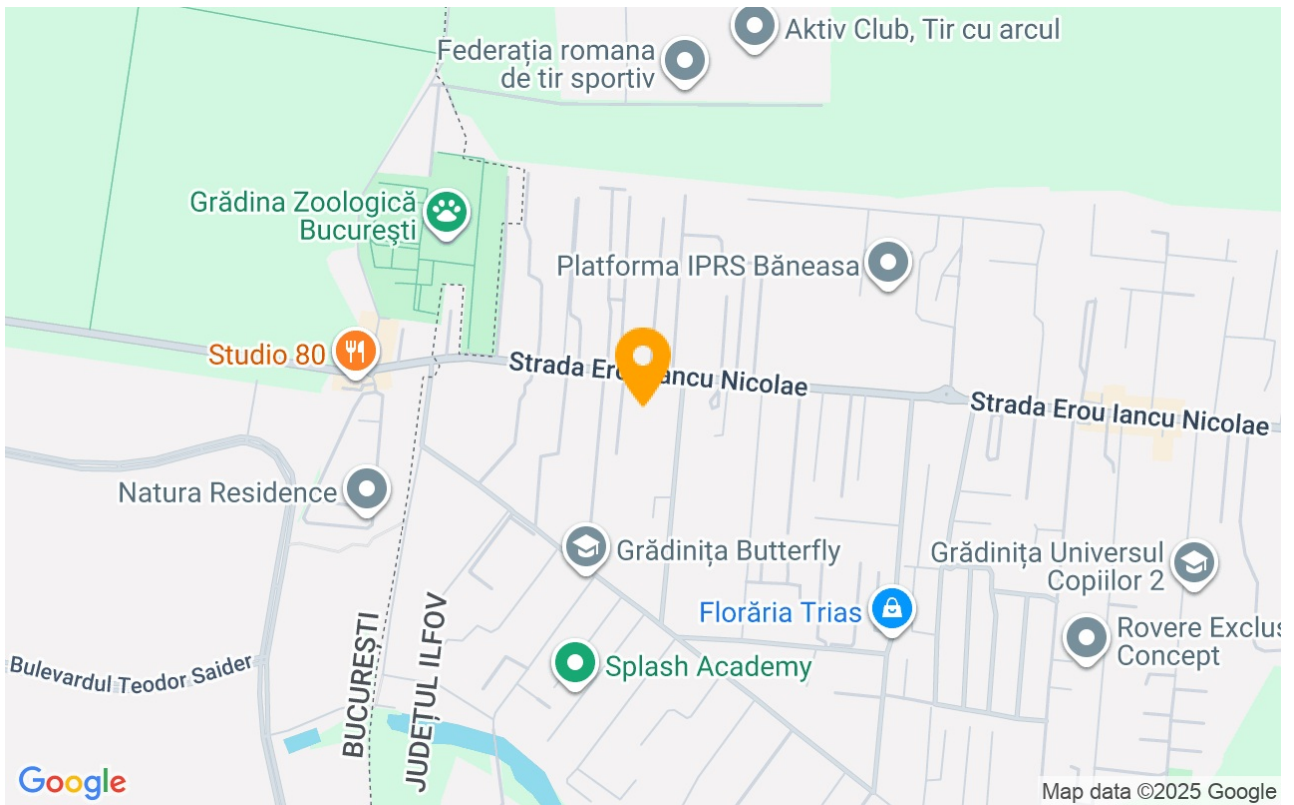 Aktiv Club, Tir cu arcul
Federația romana
de tir sportiv
Grădina Zoologică
București
Platforma IPRS Băneasa
Studio 80
Strada Erou Iancu Nicolae
Strada Erou Iancu Nicolae
Natura Residence
Grădinița Butterfly
Grădinița Universul
Copiilor 2
Florăria Trias
Rovere Exclus
Concept
Splash Academy
Bulevardul Teodor Saider
BUCUREȘTI
JUDEȚUL ILFOV
Google
Map data ©2025 Google